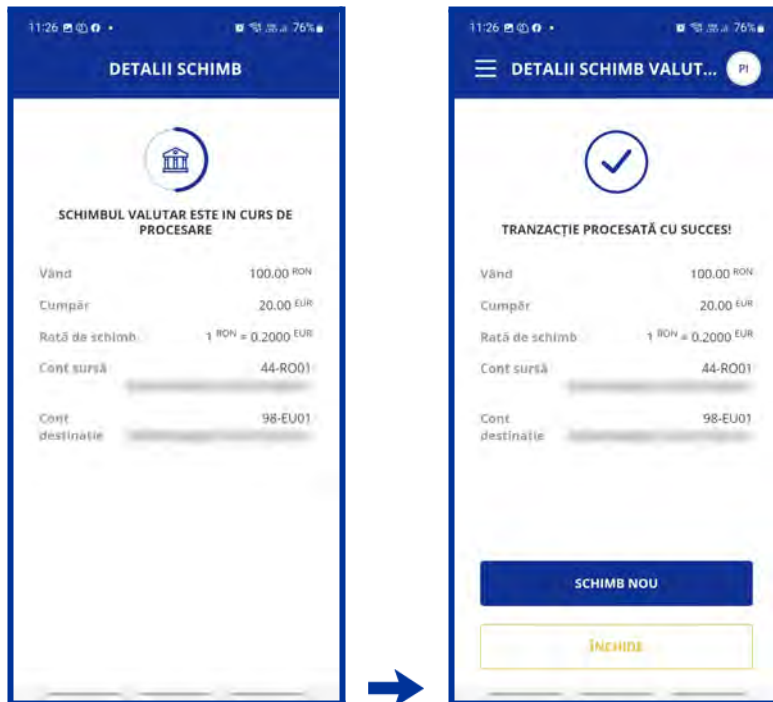 11:26
76%
DETALII SCHIMB
SCHIMBUL VALUTAR ESTE IN CURS DE
PROCESARE
Vând 100.00 RON
Cumpăr 20.00 EUR
Rată de schimb 1 RON = 0.2000 EUR
Cont sursă 44-RO01
Cont 98-EU01
destinație
11:26
76%
DETALII SCHIMB VALUT... PI
TRANZACȚIE PROCESATĂ CU SUCCES!
Vând 100.00 RON
Cumpăr 20.00 EUR
Rată de schimb 1 RON = 0.2000 EUR
Cont sursă 44-RO01
Cont 98-EU01
destinație
SCHIMB NOU
ÎNCHIDE